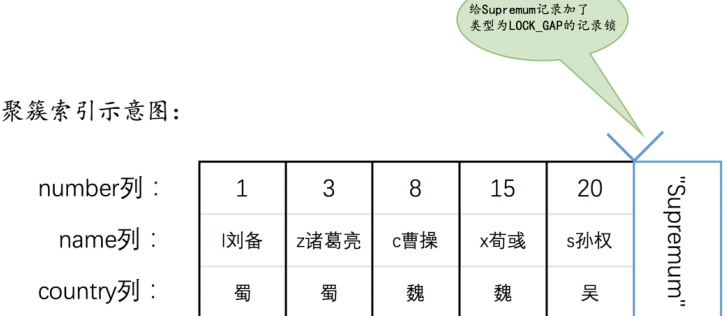 给Supremum记录加了
类型为LOCK_GAP的记录锁
聚簇索引示意图：
number列： 1 3 8 15 20 "Supremum"
name列： l刘备 z诸葛亮 c曹操 x荀彧 s孙权
country列： 蜀 蜀 魏 魏 吴